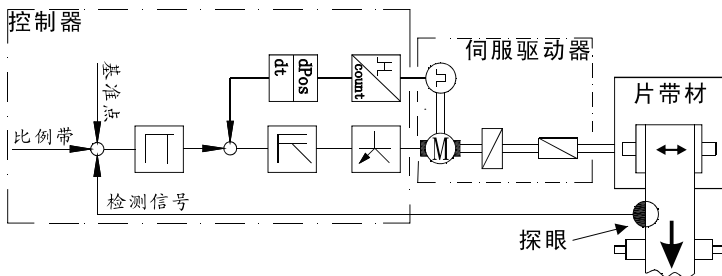 控制器
伺服驱动器
基准点
dPos
dt
count
片带材
比例带
M
检测信号
探眼